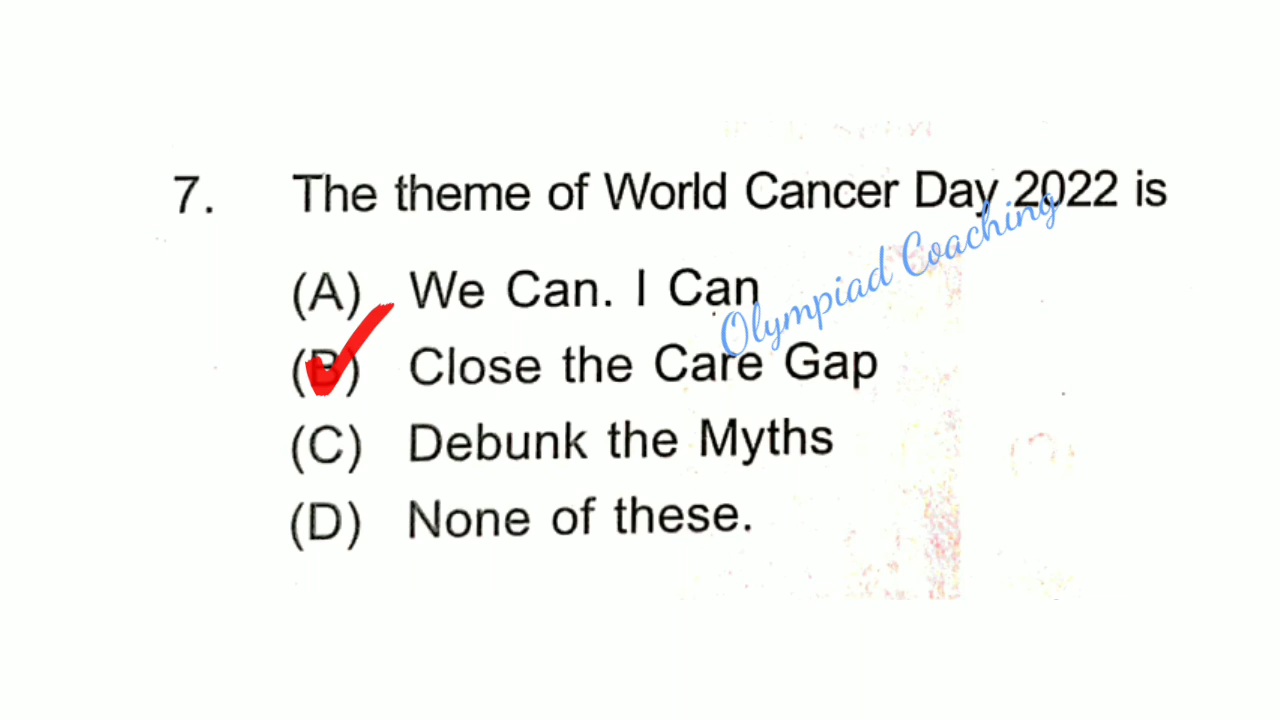 7. The theme of World Cancer Day 2022 is
(A) We Can. I Can
(B) Close the Care Gap
(C) Debunk the Myths
(D) None of these.
Olympiad Coaching